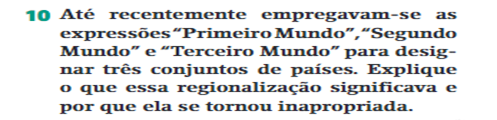 10 Até recentemente empregavam-se as
expressões “Primeiro Mundo”, “Segundo
Mundo” e “Terceiro Mundo” para desig-
nar três conjuntos de países. Explique
o que essa regionalização significava e
por que ela se tornou inapropriada.